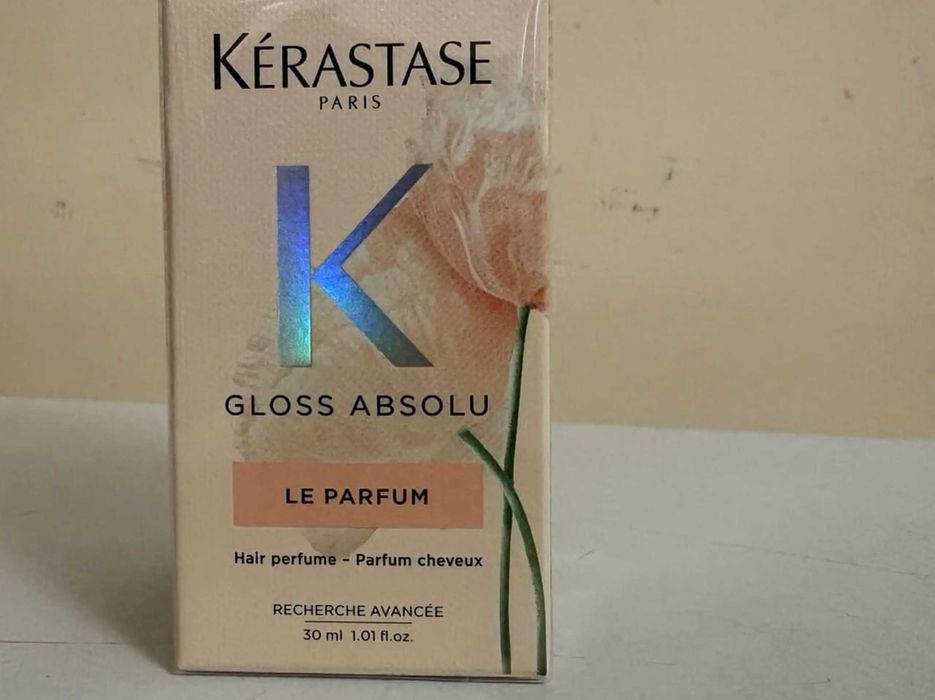 KÉRASTASE
PARIS
K
GLOSS ABSOLU
LE PARFUM
Hair perfume – Parfum cheveux
RECHERCHE AVANCÉE
30 ml 1.01 fl.oz.